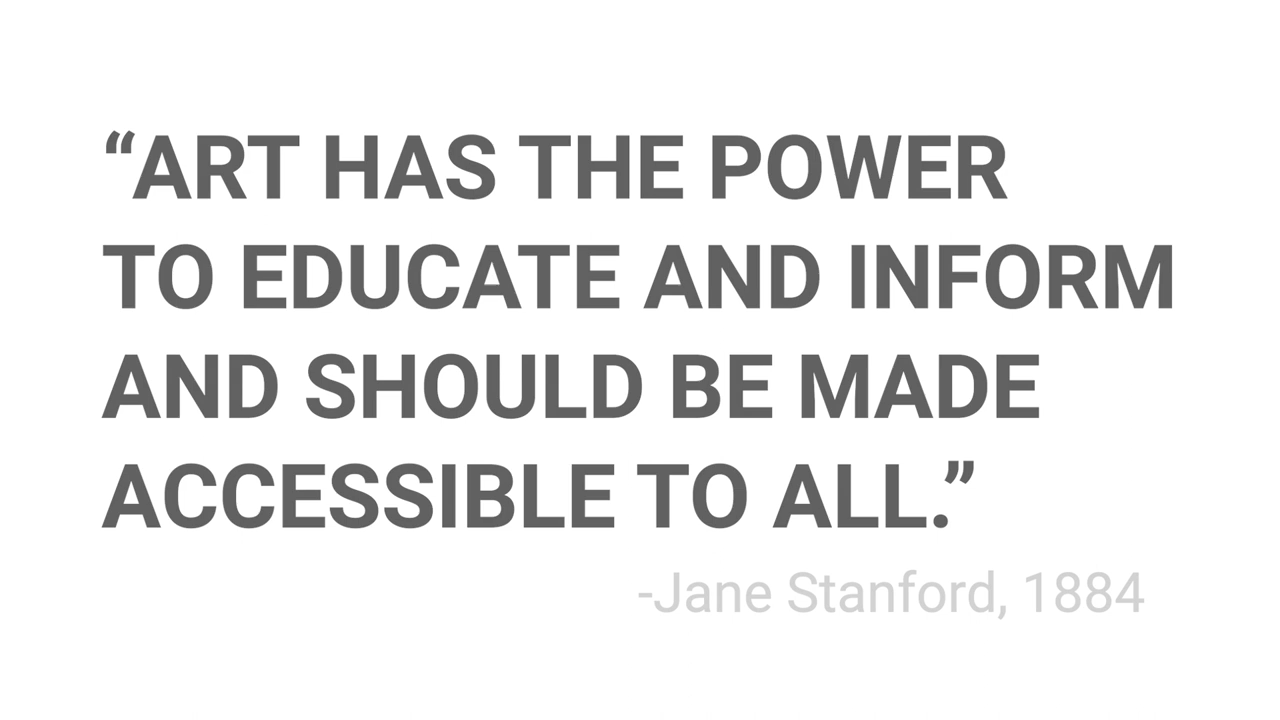 “ART HAS THE POWER
TO EDUCATE AND INFORM
AND SHOULD BE MADE
ACCESSIBLE TO ALL.”
-Jane Stanford, 1884